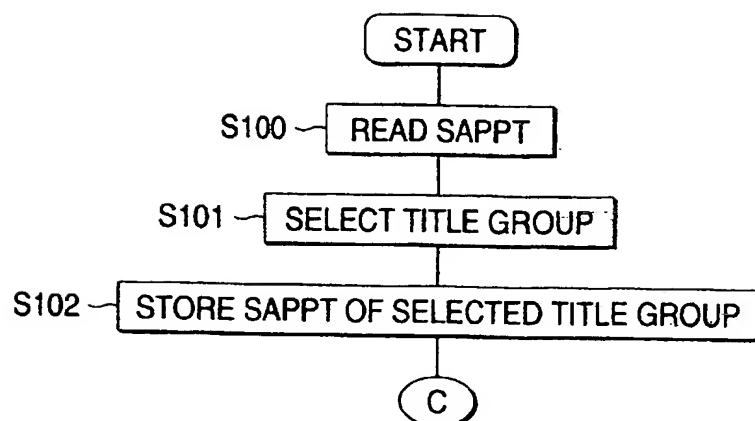 START
S100 READ SAPPT
S101 SELECT TITLE GROUP
S102 STORE SAPPT OF SELECTED TITLE GROUP
C